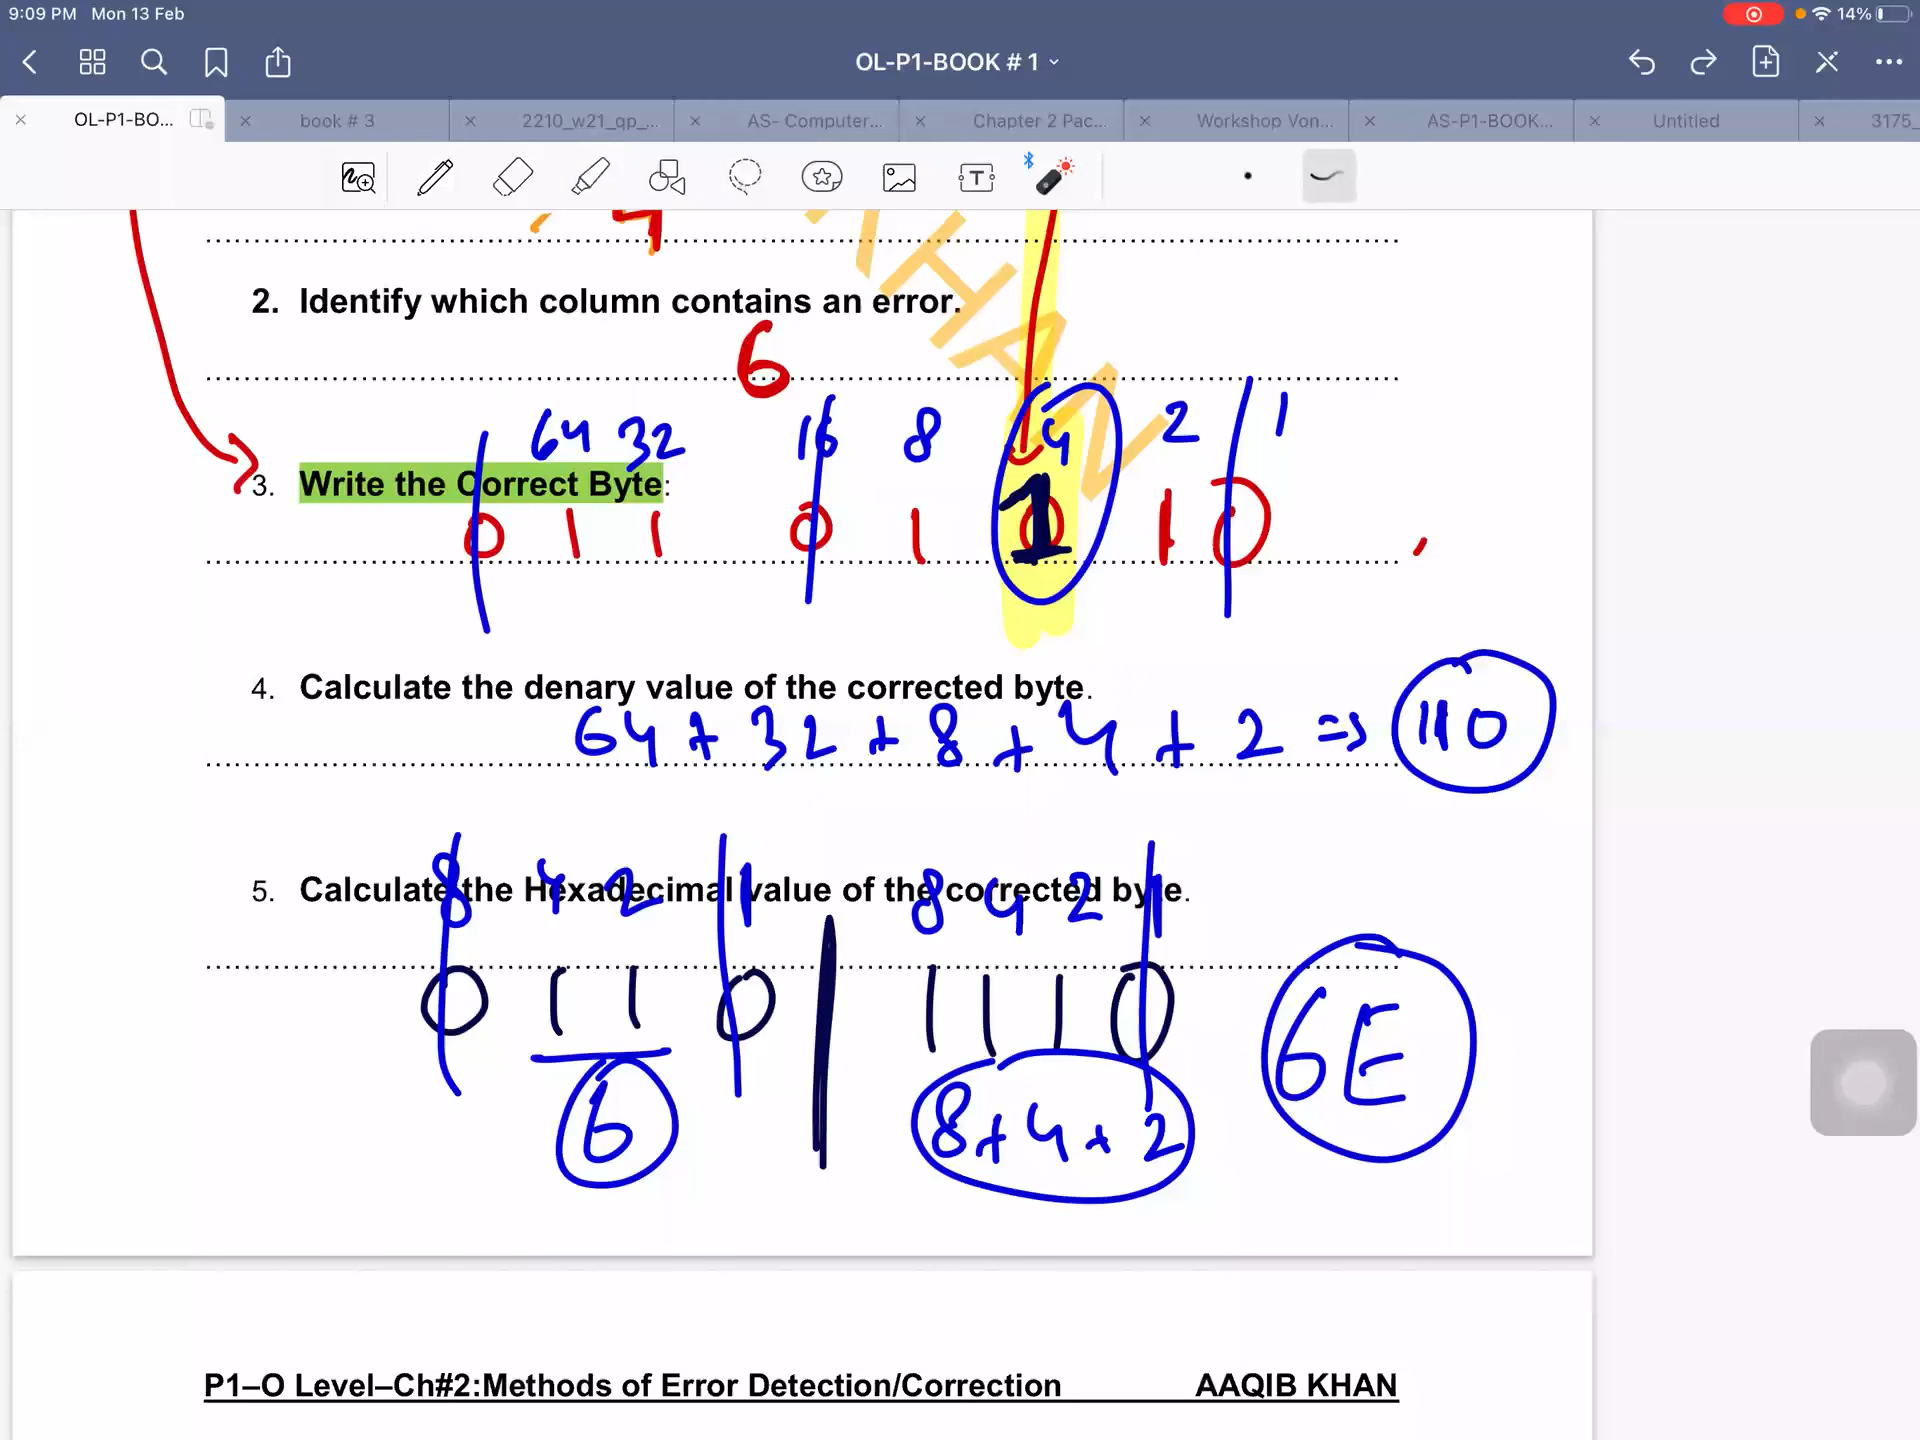 9:09 PM Mon 13 Feb
14%
OL-P1-BOOK # 1
OL-P1-BO...
book # 3
2210_w21_qp_...
AS- Computer...
Chapter 2 Pac...
Workshop Von...
AS-P1-BOOK...
Untitled
3175_
4
KHAN
2. Identify which column contains an error.
6
64 32 16 8 4 2 1
3. Write the Correct Byte:
0 1 1 0 1 1 1 0
4. Calculate the denary value of the corrected byte.
64 + 32 + 8 + 4 + 2 => 110
8 4 2 1 8 4 2 1
5. Calculate the Hexadecimal value of the corrected byte.
0 1 1 0 1 1 1 0
6E
6 8+4+2
P1–O Level–Ch#2:Methods of Error Detection/Correction AAQIB KHAN